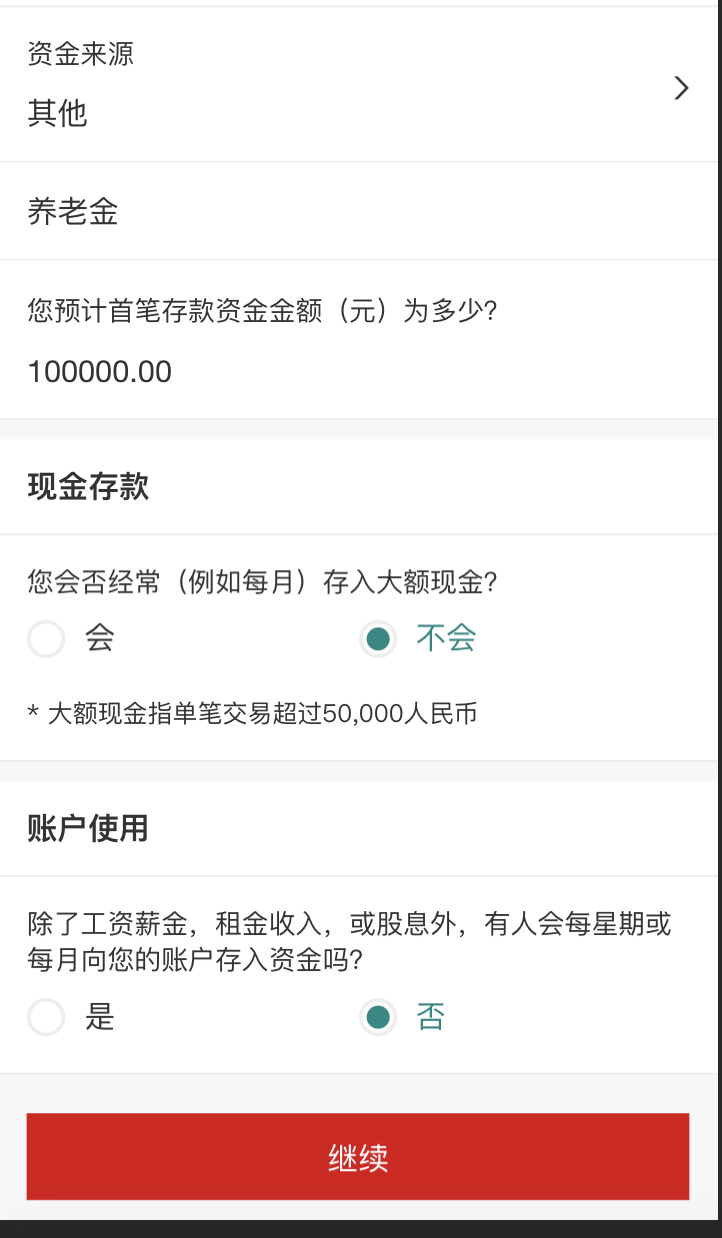 资金来源
其他
养老金
您预计首笔存款资金金额（元）为多少?
100000.00
现金存款
您会否经常（例如每月）存入大额现金?
会
不会
* 大额现金指单笔交易超过50,000人民币
账户使用
除了工资薪金，租金收入，或股息外，有人会每星期或
每月向您的账户存入资金吗?
是
否
继续